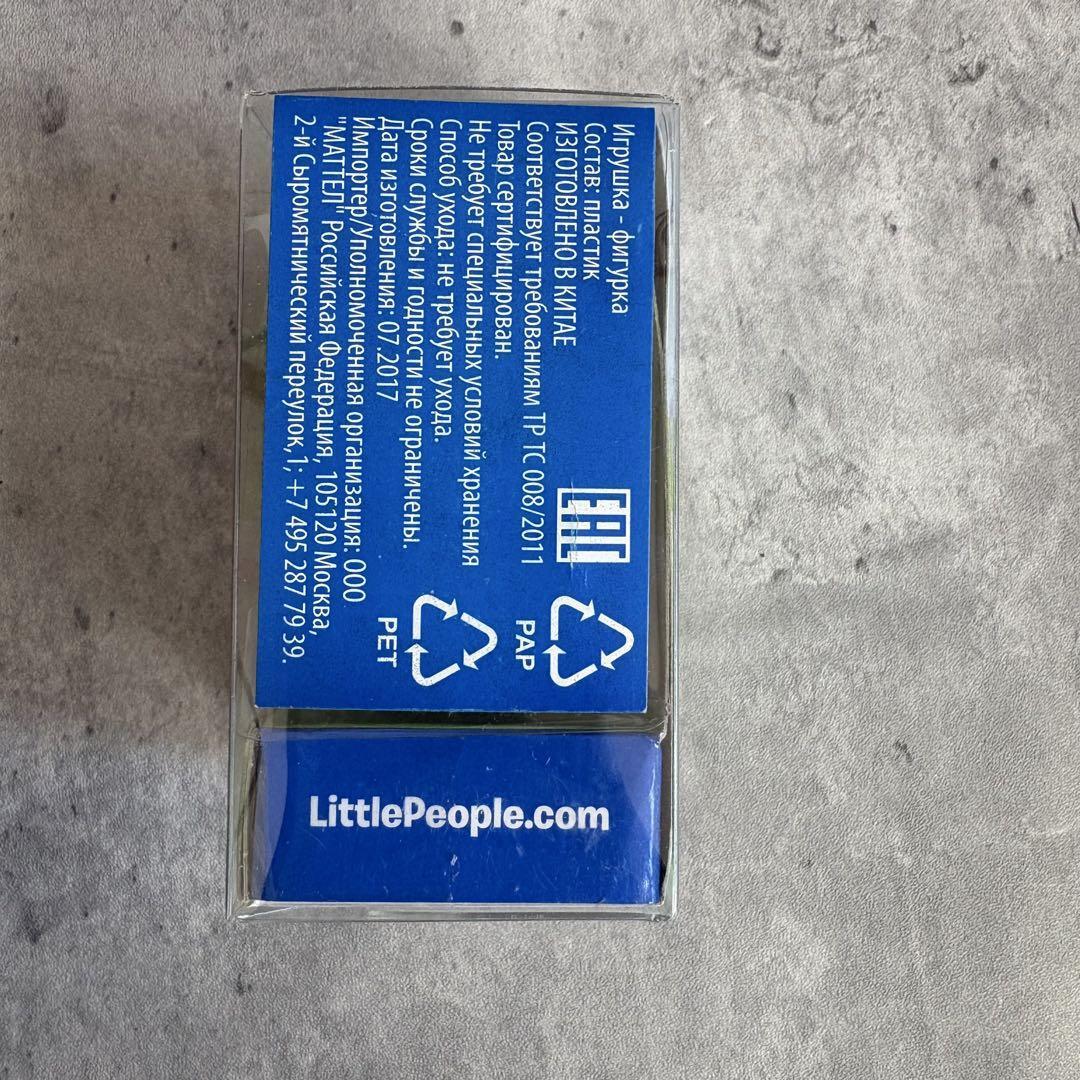 Игрушка - фигурка
Состав: пластик
ИЗГОТОВЛЕНО В КИТАЕ
Соответствует требованиям ТР ТС 008/2011
Товар сертифицирован.
Не требует специальных условий хранения
Способ ухода: не требует ухода.
Сроки службы и годности не ограничены.
Дата изготовления: 07.2017
Импортер/Уполномоченная организация: ООО
"МАТТЕЛ" Российская Федерация, 105120 Москва,
2-й Сыромятнический переулок,1; +7 495 287 79 39.
EAC
PAP
PET
LittlePeople.com